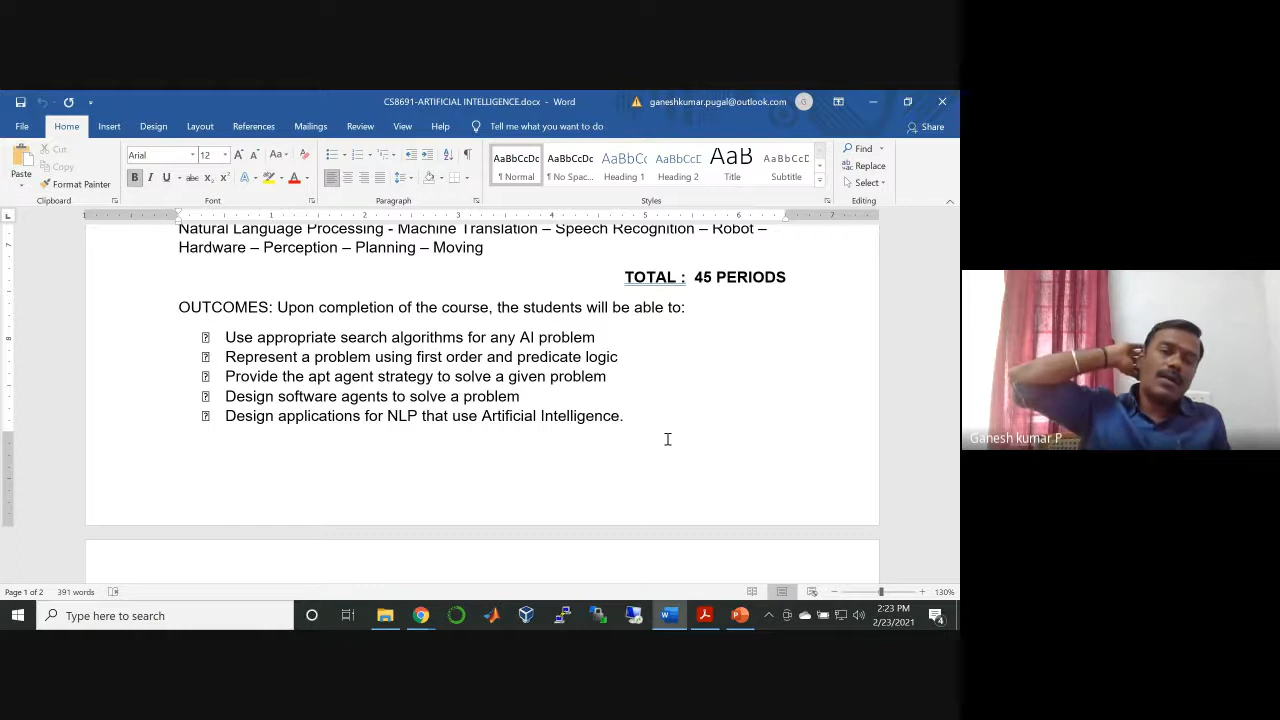 CS8691-ARTIFICIAL INTELLIGENCE.docx - Word
ganeshkumar.pugal@outlook.com
G
File
Home
Insert
Design
Layout
References
Mailings
Review
View
Help
Tell me what you want to do
Share
Paste
Cut
Copy
Format Painter
Clipboard
Arial
12
Font
Paragraph
AaBbCcDc
¶ Normal
AaBbCcDc
¶ No Spac...
AaBbC
Heading 1
AaBbCcC
Heading 2
AaB
Title
AaBbCcD
Subtitle
Styles
Find
Replace
Select
Editing
Natural Language Processing - Machine Translation – Speech Recognition – Robot –
Hardware – Perception – Planning – Moving
TOTAL : 45 PERIODS
OUTCOMES: Upon completion of the course, the students will be able to:
Use appropriate search algorithms for any AI problem
Represent a problem using first order and predicate logic
Provide the apt agent strategy to solve a given problem
Design software agents to solve a problem
Design applications for NLP that use Artificial Intelligence.
Ganesh kumar P
Page 1 of 2
391 words
130%
Type here to search
2:23 PM
2/23/2021
4